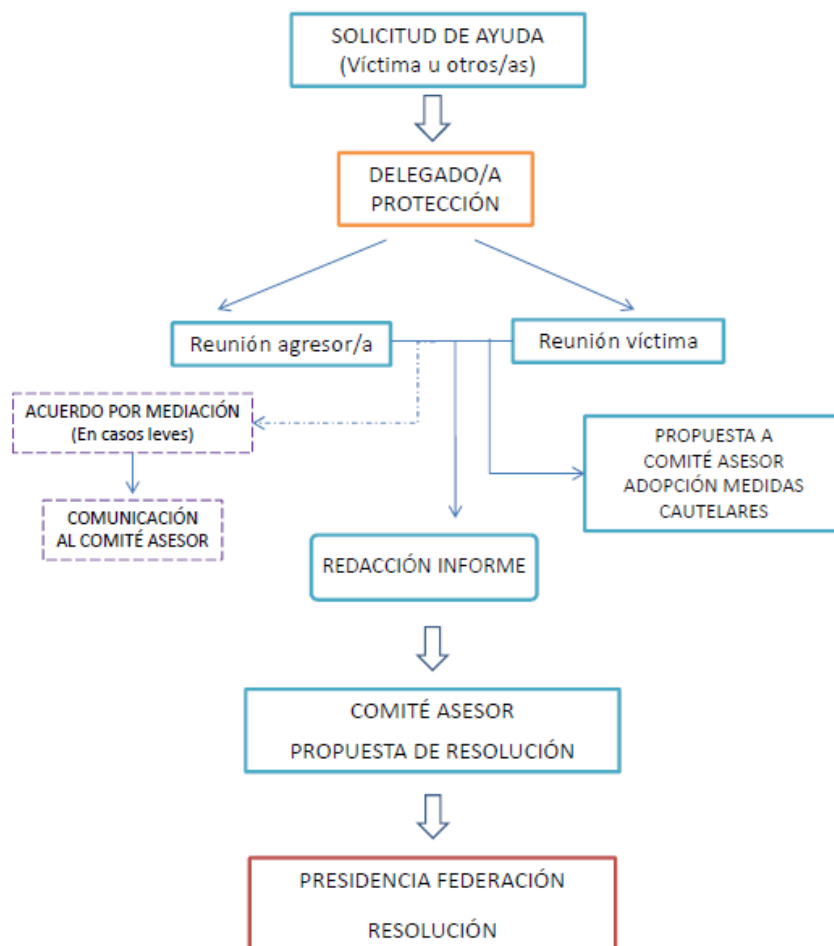 SOLICITUD DE AYUDA
(Víctima u otros/as)
DELEGADO/A
PROTECCIÓN
Reunión agresor/a
Reunión víctima
ACUERDO POR MEDIACIÓN
(En casos leves)
PROPUESTA A
COMITÉ ASESOR
ADOPCIÓN MEDIDAS
CAUTELARES
COMUNICACIÓN
AL COMITÉ ASESOR
REDACCIÓN INFORME
COMITÉ ASESOR
PROPUESTA DE RESOLUCIÓN
PRESIDENCIA FEDERACIÓN
RESOLUCIÓN